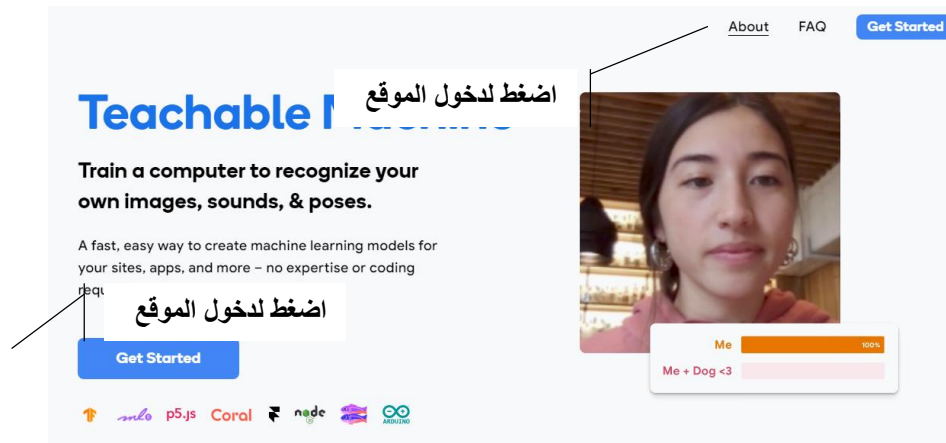 About FAQ Get Started
اضغط لدخول الموقع
Teachable
Train a computer to recognize your
own images, sounds, & poses.
A fast, easy way to create machine learning models for
your sites, apps, and more – no expertise or coding
اضغط لدخول الموقع
Get Started
Me 100%
Me + Dog <3
p5.js Coral node ARDUINO